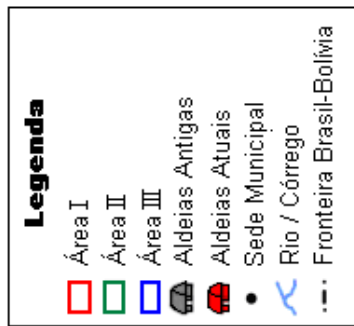 Legenda
Área I
Área II
Área III
Aldeias Antigas
Aldeias Atuais
Sede Municipal
Rio / Córrego
Fronteira Brasil-Bolívia